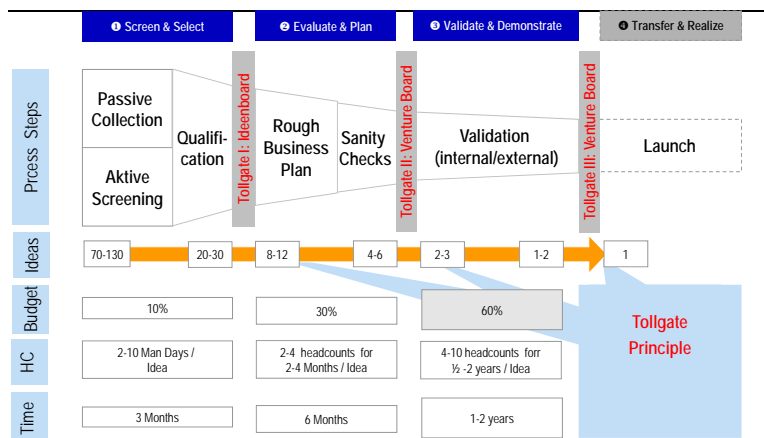 ❶ Screen & Select
❷ Evaluate & Plan
❸ Validate & Demonstrate
❹ Transfer & Realize
Prcess Steps
Passive
Collection
Aktive
Screening
Qualifi-
cation
Tollgate I: Ideenboard
Rough
Business
Plan
Sanity
Checks
Tollgate II: Venture Board
Validation
(internal/external)
Tollgate III: Venture Board
Launch
Ideas
70-130
20-30
8-12
4-6
2-3
1-2
1
Budget
10%
30%
60%
Tollgate
Principle
HC
2-10 Man Days /
Idea
2-4 headcounts for
2-4 Months / Idea
4-10 headcounts forr
½ -2 years / Idea
Time
3 Months
6 Months
1-2 years